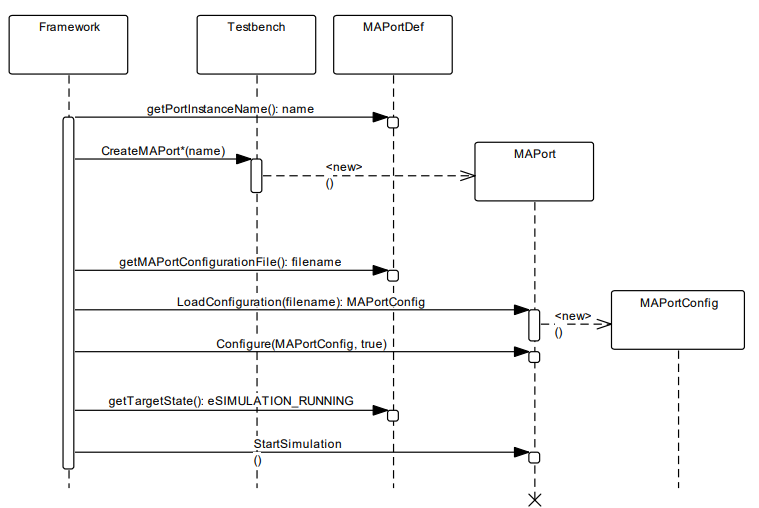 Framework
Testbench
MAPortDef
getPortInstanceName(): name
CreateMAPort*(name)
<new>
()
MAPort
getMAPortConfigurationFile(): filename
LoadConfiguration(filename): MAPortConfig
<new>
()
MAPortConfig
Configure(MAPortConfig, true)
getTargetState(): eSIMULATION_RUNNING
StartSimulation
()